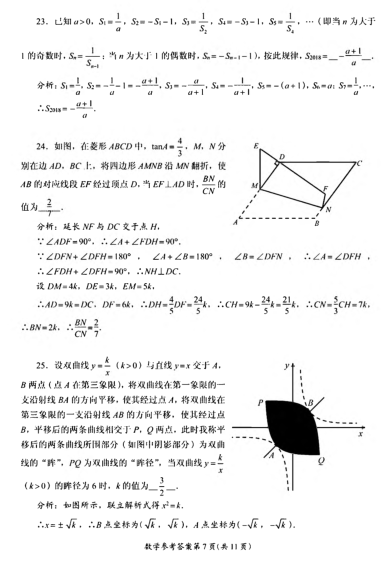 23．已知 a>0，S₁=1/a，S₂=−S₁−1，S₃=1/S₂，S₄=−S₃−1，S₅=1/S₄，…（即当 n 为大于
1 的奇数时，Sₙ=1/Sₙ₋₁；当 n 为大于 1 的偶数时，Sₙ=−Sₙ₋₁−1），按此规律，S₂₀₁₈=−(a+1)/a．
分析：S₁=1/a，S₂=−1/a−1=−(a+1)/a，S₃=−a/(a+1)，S₄=−1/(a+1)，S₅=−(a+1)，S₆=a；S₇=1/a，…，
∴S₂₀₁₈=−(a+1)/a．
24．如图，在菱形 ABCD 中，tanA=4/3，M，N 分
别在边 AD，BC 上，将四边形 AMNB 沿 MN 翻折，使
AB 的对应线段 EF 经过顶点 D，当 EF⊥AD 时，BN/CN 的
值为 2/7．
分析：延长 NF 与 DC 交于点 H，
∵∠ADF=90°，∴∠A+∠FDH=90°．
∵∠DFN+∠DFH=180°，∠A+∠B=180°，∠B=∠DFN，∴∠A=∠DFH，
∴∠FDH+∠DFH=90°，∴NH⊥DC．
设 DM=4k，DE=3k，EM=5k，
∴AD=9k=DC，DF=6k，∴DH=4/5DF=24/5k，∴CH=9k−24/5k=21/5k，∴CN=5/3CH=7k，
∴BN=2k，∴BN/CN=2/7．
25．设双曲线 y=k/x（k>0）与直线 y=x 交于 A，
B 两点（点 A 在第三象限），将双曲线在第一象限的一
支沿射线 BA 的方向平移，使其经过点 A，将双曲线在
第三象限的一支沿射线 AB 的方向平移，使其经过点
B，平移后的两条曲线相交于 P，Q 两点，此时我称平
移后的两条曲线所围部分（如图中阴影部分）为双曲
线的“眸”，PQ 为双曲线的“眸径”，当双曲线 y=k/x
（k>0）的眸径为 6 时，k 的值为 3/2．
分析：如图所示，联立解析式得 x²=k．
∴x=±√k，∴B 点坐标为（√k，√k），A 点坐标为（−√k，−√k）．
E
D
C
M
F
N
A
B
y
P
B
A
Q
x
数学参考答案第 7 页（共 11 页）